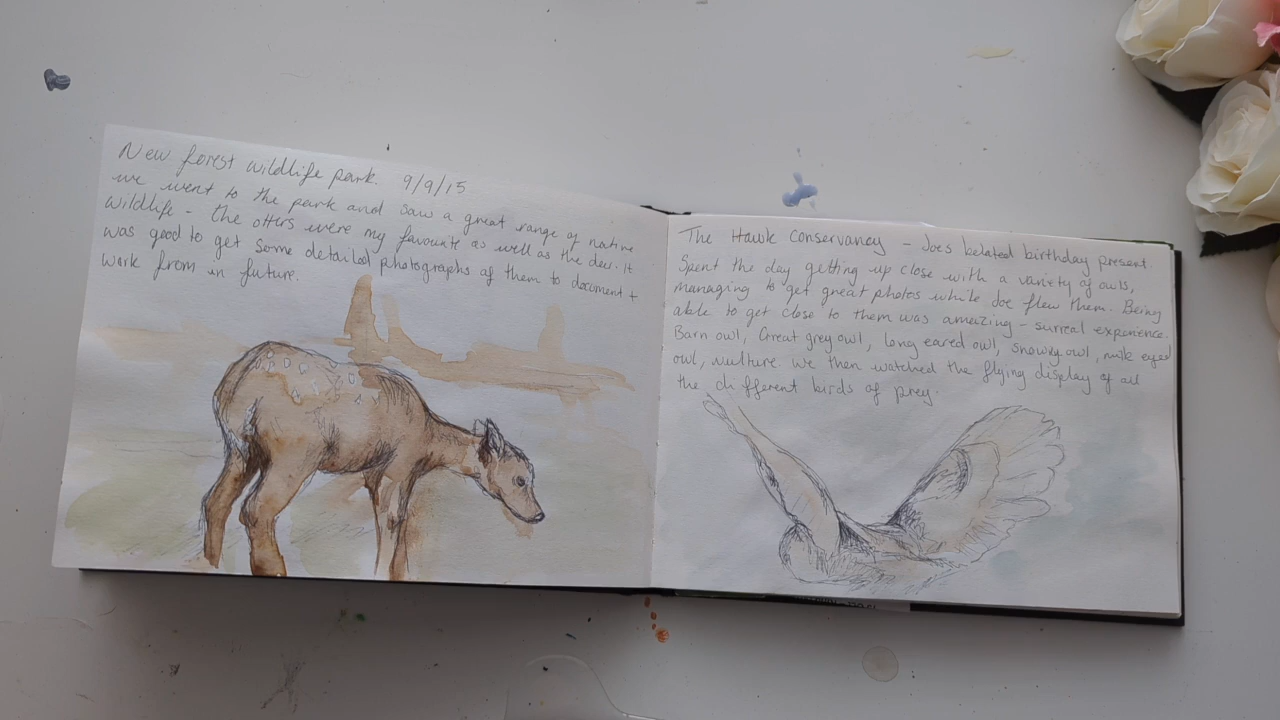 New forest wildlife park. 9/9/15
we went to the park and saw a great range of native
wildlife - the otters were my favourite as well as the deer. It
was good to get some detailed photographs of them to document +
work from in future.
The Hawk Conservancy - Joes belated birthday present.
Spent the day getting up close with a variety of owls,
managing to get great photos while Joe flew them. Being
able to get close to them was amazing - surreal experience.
Barn owl, Great grey owl, long eared owl, snowy owl, milk eyed
owl, vulture. We then watched the flying display of all
the different birds of prey.